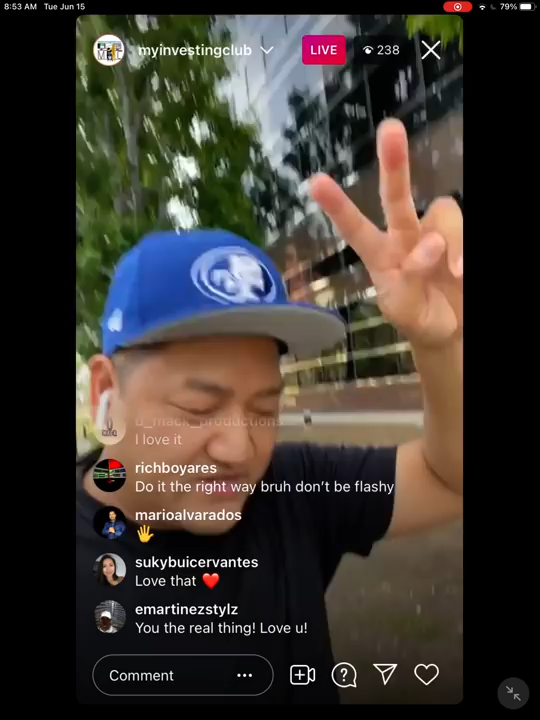 8:53 AM Tue Jun 15
79%
myinvestingclub
LIVE
238
b_mack_productions
I love it
richboyares
Do it the right way bruh don't be flashy
marioalvarados
🖐️
sukybuicervantes
Love that ❤️
emartinezstylz
You the real thing! Love u!
Comment